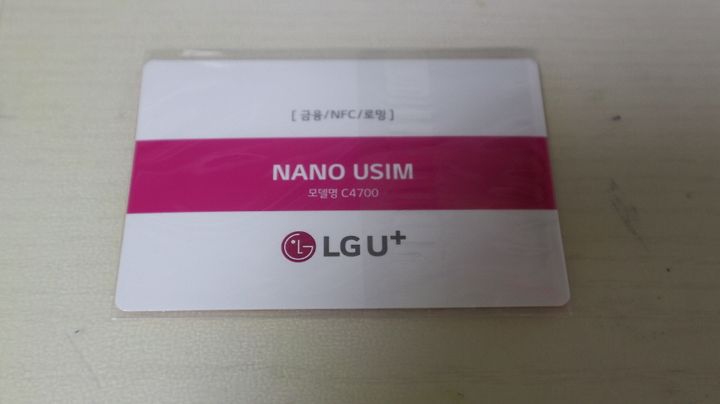 [ 금융/NFC/로밍 ]
NANO USIM
모델명 C4700
LG U+